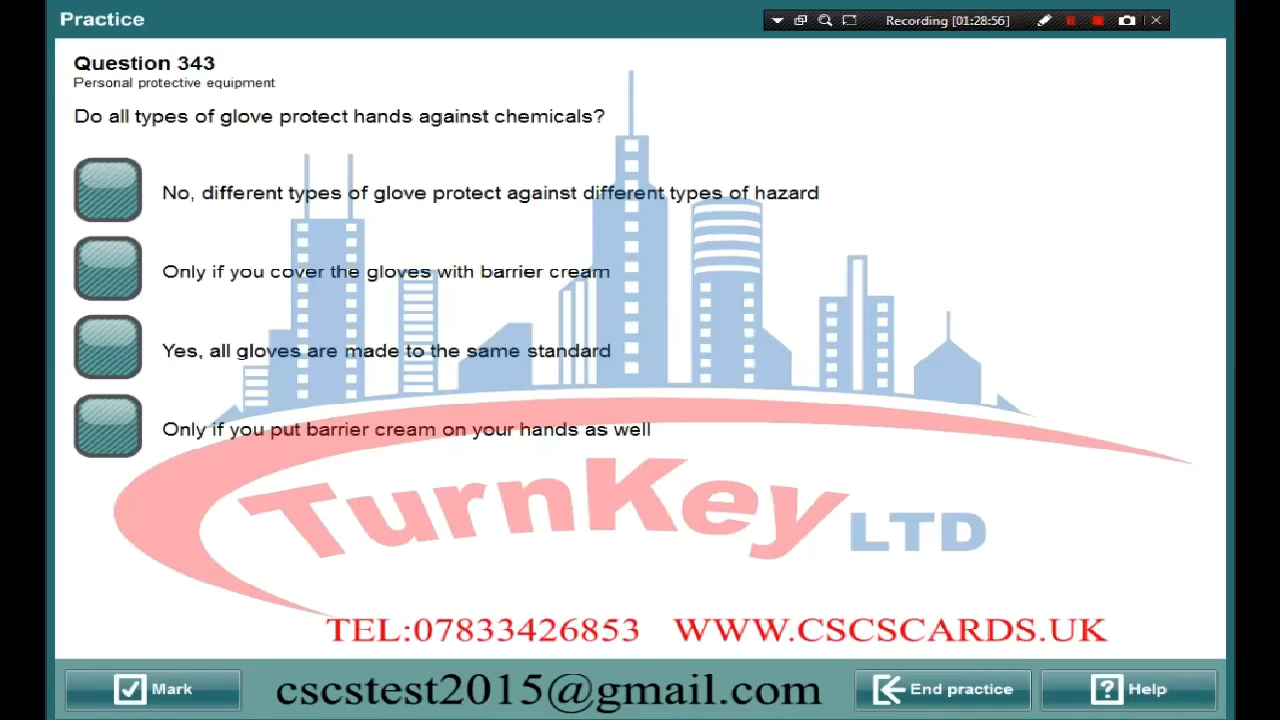 Practice
Recording [01:28:56]
Question 343
Personal protective equipment
Do all types of glove protect hands against chemicals?
No, different types of glove protect against different types of hazard
Only if you cover the gloves with barrier cream
Yes, all gloves are made to the same standard
Only if you put barrier cream on your hands as well
TurnKey LTD
TEL:07833426853 WWW.CSCSCARDS.UK
Mark
cscstest2015@gmail.com
End practice
? Help